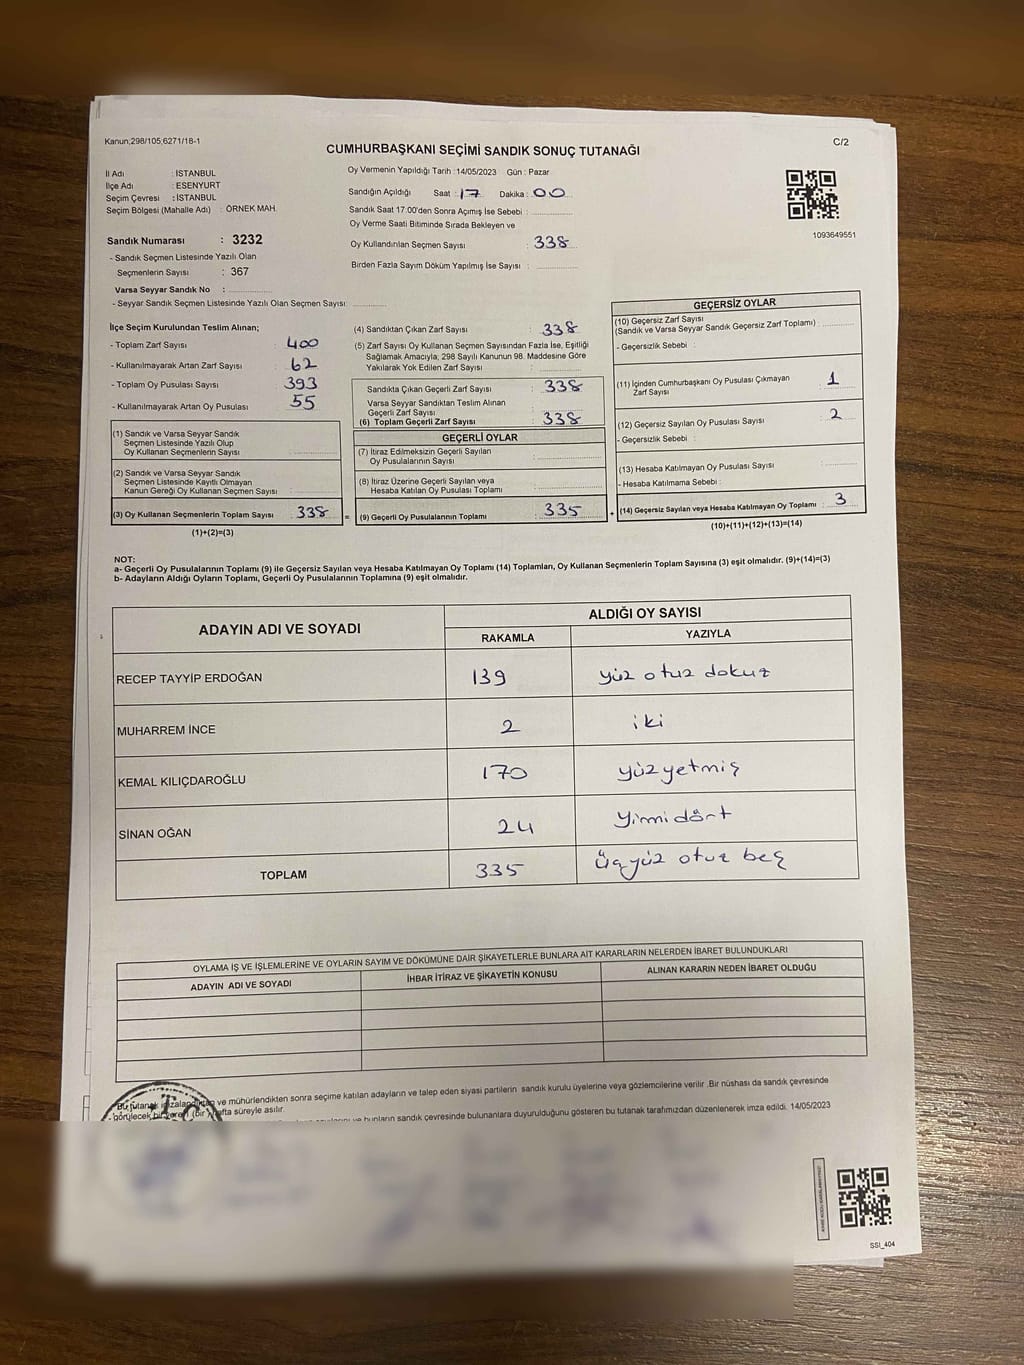 Kanun;298/105,6271/18-1
C/2
CUMHURBAŞKANI SEÇİMİ SANDIK SONUÇ TUTANAĞI
İl Adı : İSTANBUL
İlçe Adı : ESENYURT
Seçim Çevresi : İSTANBUL
Seçim Bölgesi (Mahalle Adı) : ÖRNEK MAH.
Sandık Numarası : 3232
- Sandık Seçmen Listesinde Yazılı Olan
Seçmenlerin Sayısı : 367
Varsa Seyyar Sandık No :
- Seyyar Sandık Seçmen Listesinde Yazılı Olan Seçmen Sayısı:
Oy Vermenin Yapıldığı Tarih :14/05/2023 Gün : Pazar
Sandığın Açıldığı Saat : 17 Dakika : 00
Sandık Saat 17:00'den Sonra Açımış İse Sebebi :
Oy Verme Saati Bitiminde Sırada Bekleyen ve
Oy Kullandırılan Seçmen Sayısı : 338
Birden Fazla Sayım Döküm Yapılmış İse Sayısı :
1093649551
İlçe Seçim Kurulundan Teslim Alınan;
- Toplam Zarf Sayısı : 400
- Kullanılmayarak Artan Zarf Sayısı : 62
- Toplam Oy Pusulası Sayısı : 393
- Kullanılmayarak Artan Oy Pusulası : 55
(1) Sandık ve Varsa Seyyar Sandık
Seçmen Listesinde Yazılı Olup
Oy Kullanan Seçmenlerin Sayısı
(2) Sandık ve Varsa Seyyar Sandık
Seçmen Listesinde Kayıtlı Olmayan
Kanun Gereği Oy Kullanan Seçmen Sayısı
(3) Oy Kullanan Seçmenlerin Toplam Sayısı 338
(1)+(2)=(3)
(4) Sandıktan Çıkan Zarf Sayısı : 338
(5) Zarf Sayısı Oy Kullanan Seçmen Sayısından Fazla İse, Eşitliği
Sağlamak Amacıyla; 298 Sayılı Kanunun 98. Maddesine Göre
Yakılarak Yok Edilen Zarf Sayısı :
Sandıkta Çıkan Geçerli Zarf Sayısı : 338
Varsa Seyyar Sandıktan Teslim Alınan
Geçerli Zarf Sayısı
(6) Toplam Geçerli Zarf Sayısı : 338
GEÇERLİ OYLAR
(7) İtiraz Edilmeksizin Geçerli Sayılan
Oy Pusulalarının Sayısı
(8) İtiraz Üzerine Geçerli Sayılan veya
Hesaba Katılan Oy Pusulası Toplamı
= (9) Geçerli Oy Pusulalarının Toplamı : 335
GEÇERSİZ OYLAR
(10) Geçersiz Zarf Sayısı
(Sandık ve Varsa Seyyar Sandık Geçersiz Zarf Toplamı) :
- Geçersizlik Sebebi :
(11) İçinden Cumhurbaşkanı Oy Pusulası Çıkmayan
Zarf Sayısı : 1
(12) Geçersiz Sayılan Oy Pusulası Sayısı : 2
- Geçersizlik Sebebi :
(13) Hesaba Katılmayan Oy Pusulası Sayısı :
- Hesaba Katılmama Sebebi :
+ (14) Geçersiz Sayılan veya Hesaba Katılmayan Oy Toplamı : 3
(10)+(11)+(12)+(13)=(14)
NOT:
a- Geçerli Oy Pusulalarının Toplamı (9) ile Geçersiz Sayılan veya Hesaba Katılmayan Oy Toplamı (14) Toplamları, Oy Kullanan Seçmenlerin Toplam Sayısına (3) eşit olmalıdır. (9)+(14)=(3)
b- Adayların Aldığı Oyların Toplamı, Geçerli Oy Pusulalarının Toplamına (9) eşit olmalıdır.
ADAYIN ADI VE SOYADI
ALDIĞI OY SAYISI
RAKAMLA YAZIYLA
RECEP TAYYİP ERDOĞAN 139 yüz otuz dokuz
MUHARREM İNCE 2 iki
KEMAL KILIÇDAROĞLU 170 yüzyetmiş
SİNAN OĞAN 24 Yirmi dört
TOPLAM 335 üçyüz otuz beş
OYLAMA İŞ VE İŞLEMLERİNE VE OYLARIN SAYIM VE DÖKÜMÜNE DAİR ŞİKAYETLERLE BUNLARA AİT KARARLARIN NELERDEN İBARET BULUNDUKLARI
ADAYIN ADI VE SOYADI İHBAR İTİRAZ VE ŞİKAYETİN KONUSU ALINAN KARARIN NEDEN İBARET OLDUĞU
Bu tutanak imzalandıktan ve mühürlendikten sonra seçime katılan adayların ve talep eden siyasi partilerin sandık kurulu üyelerine veya gözlemcilerine verilir .Bir nüshası da sandık çevresinde
görülecek bir yere 1 (bir ) hafta süreyle asılır.
ve bunların sandık çevresinde bulunanlara duyurulduğunu gösteren bu tutanak tarafımızdan düzenlenerek imza edildi. 14/05/2023
SSI_404